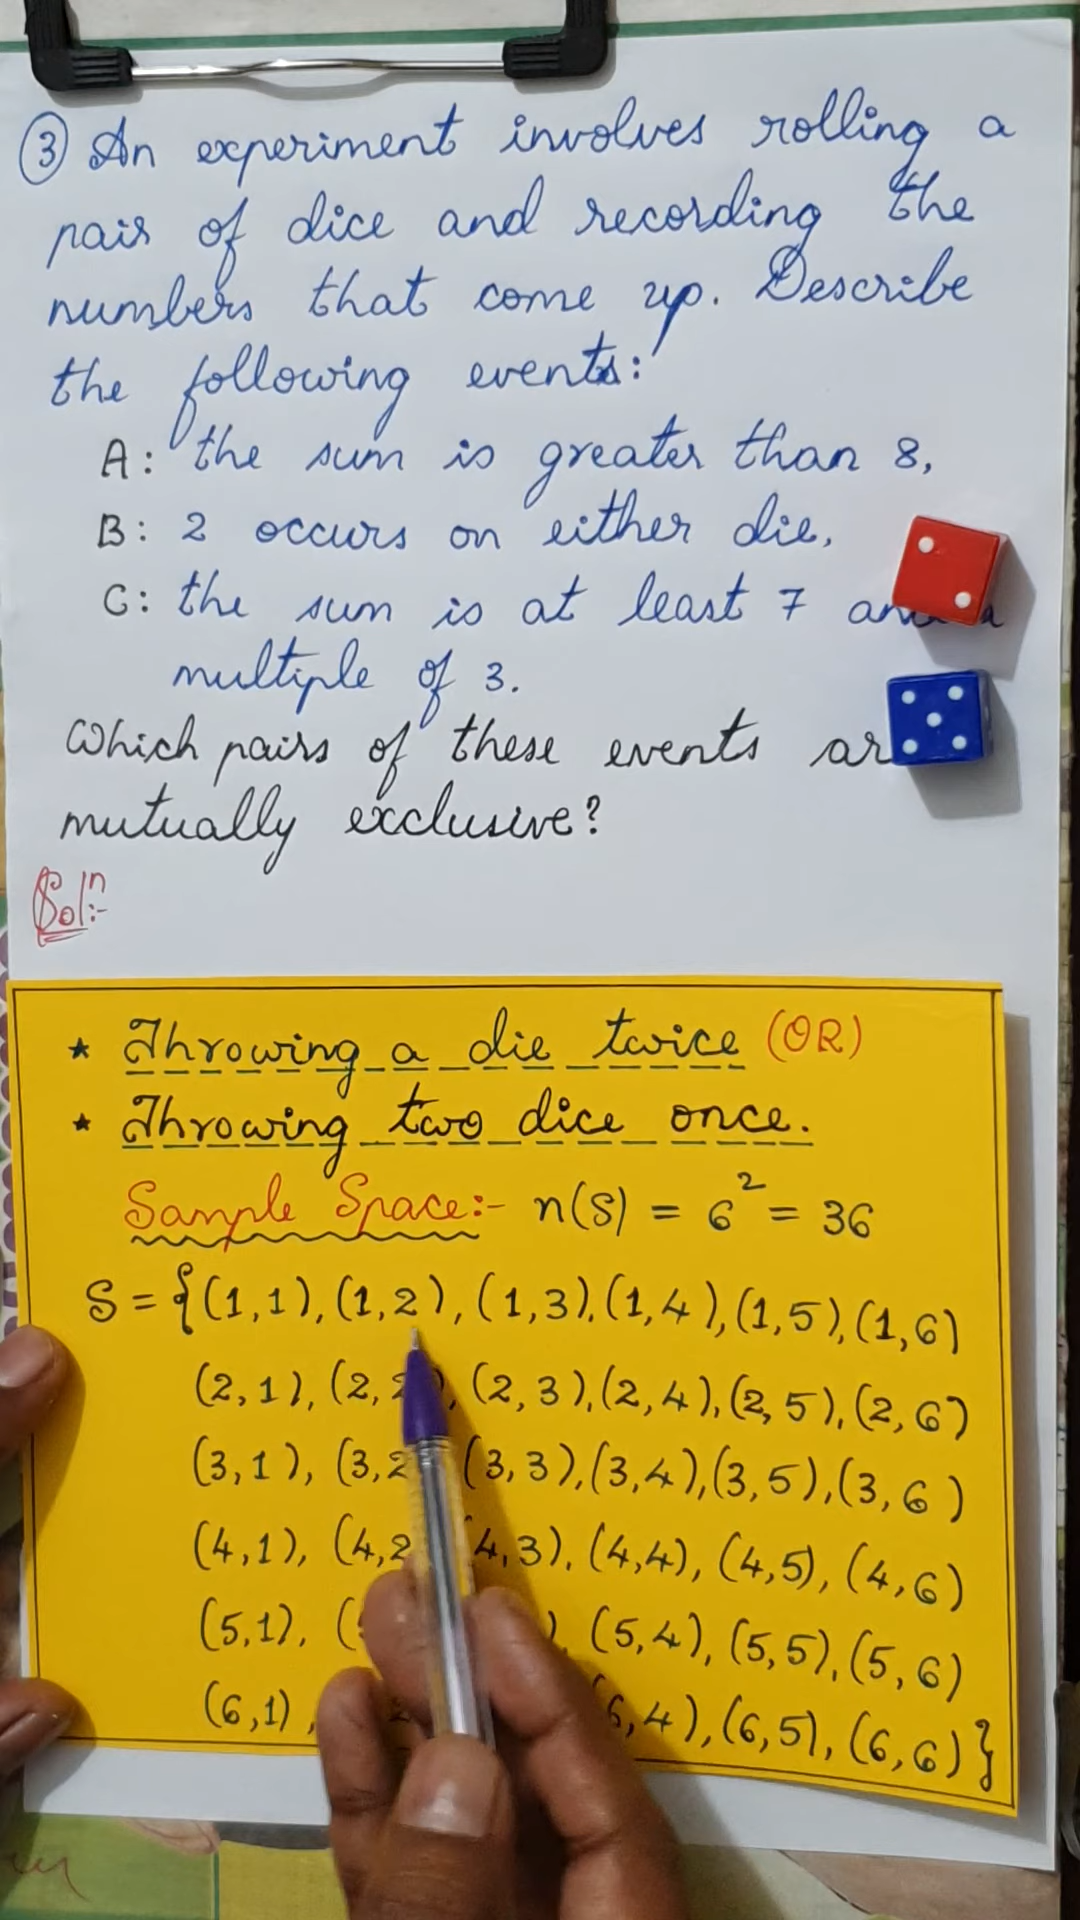 ③ An experiment involves rolling a
pair of dice and recording the
numbers that come up. Describe
the following events:
A: the sum is greater than 8,
B: 2 occurs on either die,
C: the sum is at least 7
multiple of 3.
Which pairs of these events
mutually exclusive?
Solⁿ:-
★ Throwing a die twice (OR)
★ Throwing two dice once.
Sample Space:- n(S) = 6² = 36
S = {(1,1), (1,2), (1,3), (1,4), (1,5), (1,6)
(2,1), (2, (2,3), (2,4), (2,5), (2,6)
(3,1), (3,2 (3,3), (3,4), (3,5), (3,6)
(4,1), (4,2 4,3), (4,4), (4,5), (4,6)
(5,1), ( ), (5,4), (5,5), (5,6)
(6,1), 6,4), (6,5), (6,6)}